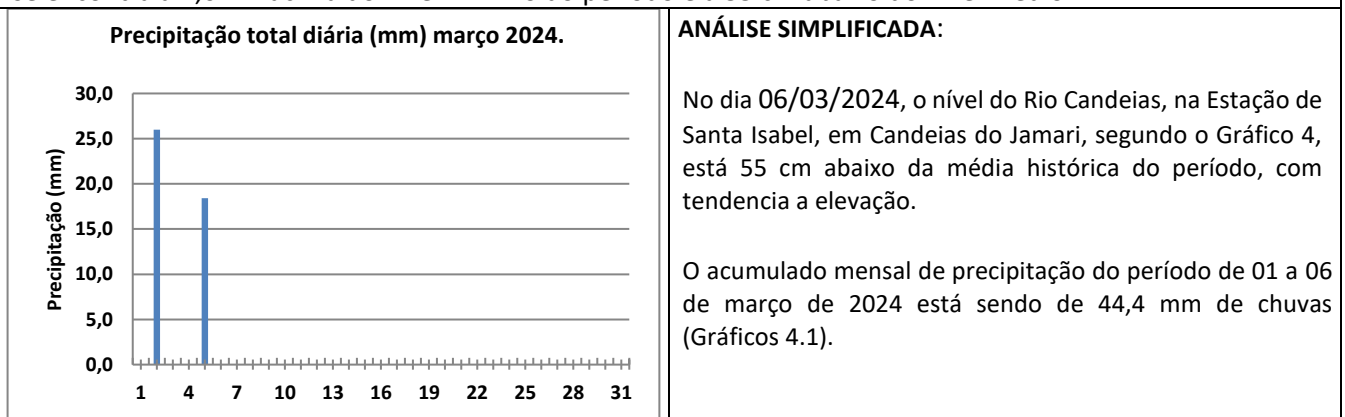 Precipitação total diária (mm) março 2024.
30,0
25,0
20,0
15,0
10,0
5,0
0,0
Precipitação (mm)
1 4 7 10 13 16 19 22 25 28 31
ANÁLISE SIMPLIFICADA:
No dia 06/03/2024, o nível do Rio Candeias, na Estação de
Santa Isabel, em Candeias do Jamari, segundo o Gráfico 4,
está 55 cm abaixo da média histórica do período, com
tendencia a elevação.
O acumulado mensal de precipitação do período de 01 a 06
de março de 2024 está sendo de 44,4 mm de chuvas
(Gráficos 4.1).